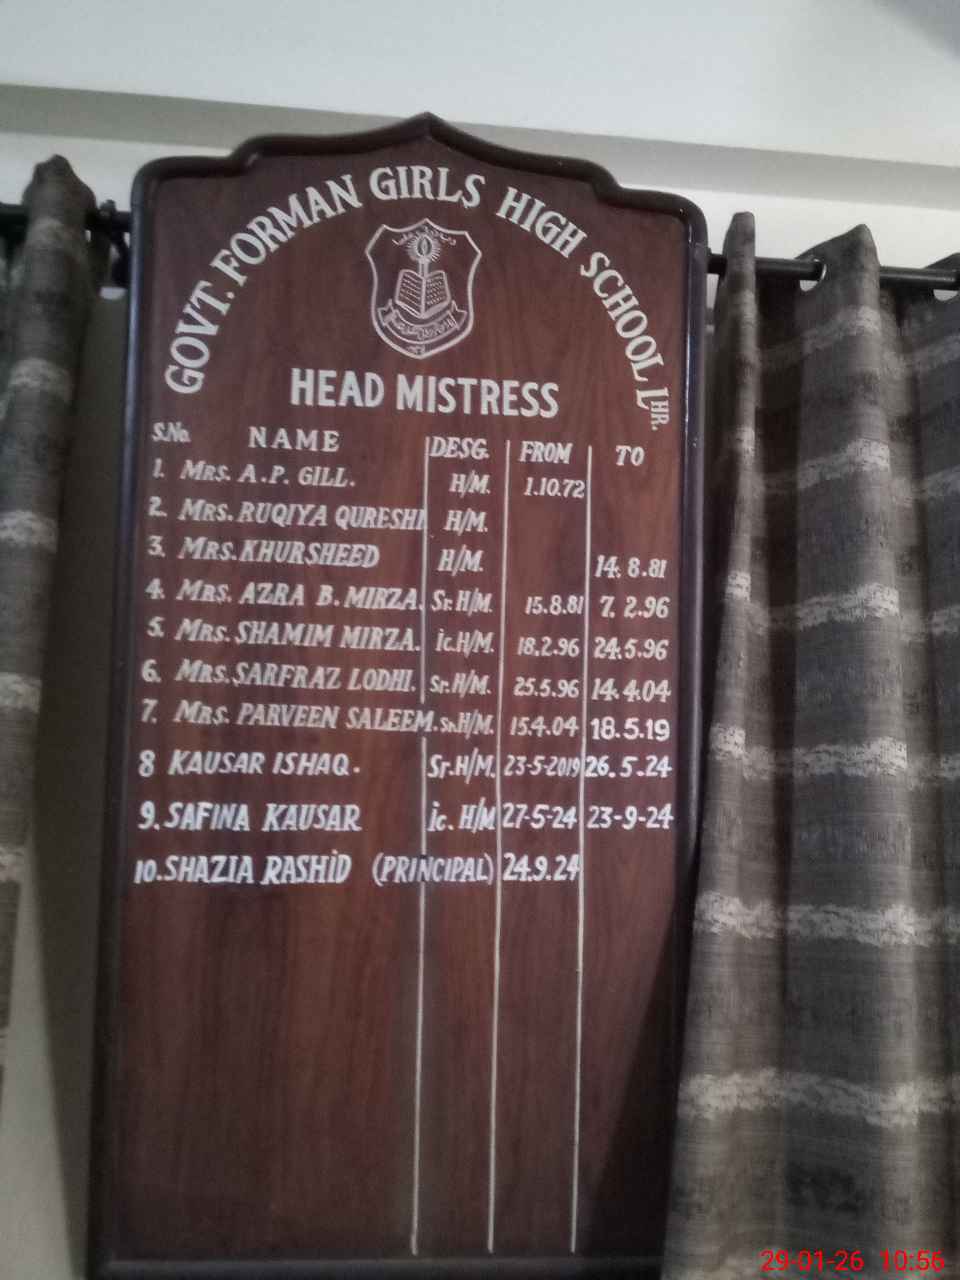 GOVT. FORMAN GIRLS HIGH SCHOOL LHR.
HEAD MISTRESS
S.No. NAME DESG. FROM TO
1. MRS. A.P. GILL. H/M. 1.10.72
2. MRS. RUQIYA QURESHI H/M.
3. MRS. KHURSHEED H/M. 14.8.81
4. MRS. AZRA B. MIRZA. Sr.H/M. 15.8.81 7.2.96
5. MRS. SHAMIM MIRZA. ic.H/M. 18.2.96 24.5.96
6. MRS. SARFRAZ LODHI. Sr.H/M. 25.5.96 14.4.04
7. MRS. PARVEEN SALEEM. Sr.H/M. 15.4.04 18.5.19
8 KAUSAR ISHAQ. Sr.H/M. 23-5-2019 26.5.24
9. SAFINA KAUSAR ic. H/M 27-5-24 23-9-24
10. SHAZIA RASHID (PRINCIPAL) 24.9.24
29-01-26 10:56